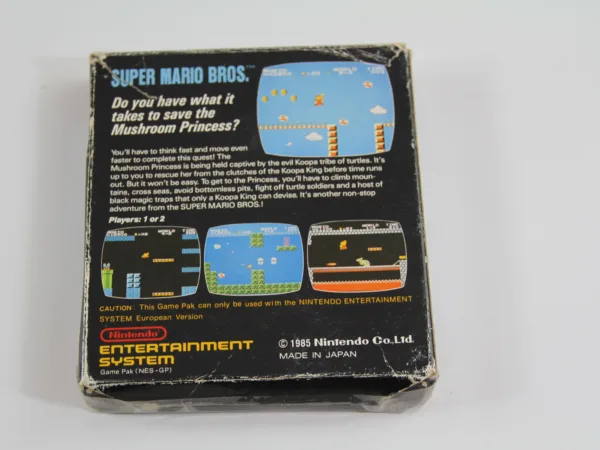 SUPER MARIO BROS.™
Do you have what it
takes to save the
Mushroom Princess?
You'll have to think fast and move even
faster to complete this quest! The
Mushroom Princess is being held captive by the evil Koopa tribe of turtles. It's
up to you to rescue her from the clutches of the Koopa King before time runs
out. But it won't be easy. To get to the Princess, you'll have to climb moun-
tains, cross seas, avoid bottomless pits, fight off turtle soldiers and a host of
black magic traps that only a Koopa King can devise. It's another non-stop
adventure from the SUPER MARIO BROS.!
Players: 1 or 2
CAUTION: This Game Pak can only be used with the NINTENDO ENTERTAINMENT
SYSTEM European Version
Nintendo
ENTERTAINMENT
SYSTEM
Game Pak (NES-GP)
© 1985 Nintendo Co.,Ltd.
MADE IN JAPAN